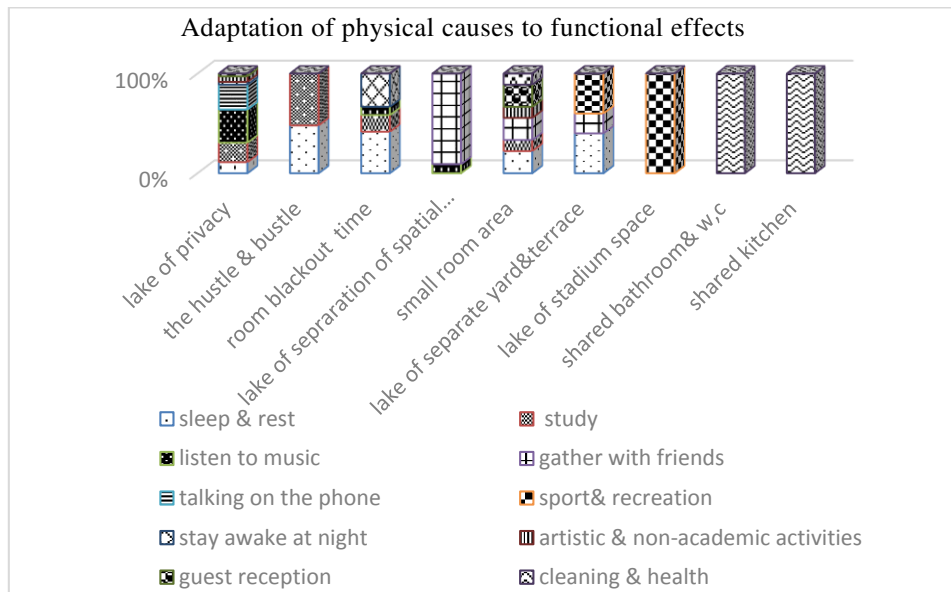 Adaptation of physical causes to functional effects
100%
0%
lake of privacy
the hustle & bustle
room blackout time
lake of sepraration of spatial...
small room area
lake of separate yard&terrace
lake of stadium space
shared bathroom& w,c
shared kitchen
sleep & rest
study
listen to music
gather with friends
talking on the phone
sport& recreation
stay awake at night
artistic & non-academic activities
guest reception
cleaning & health